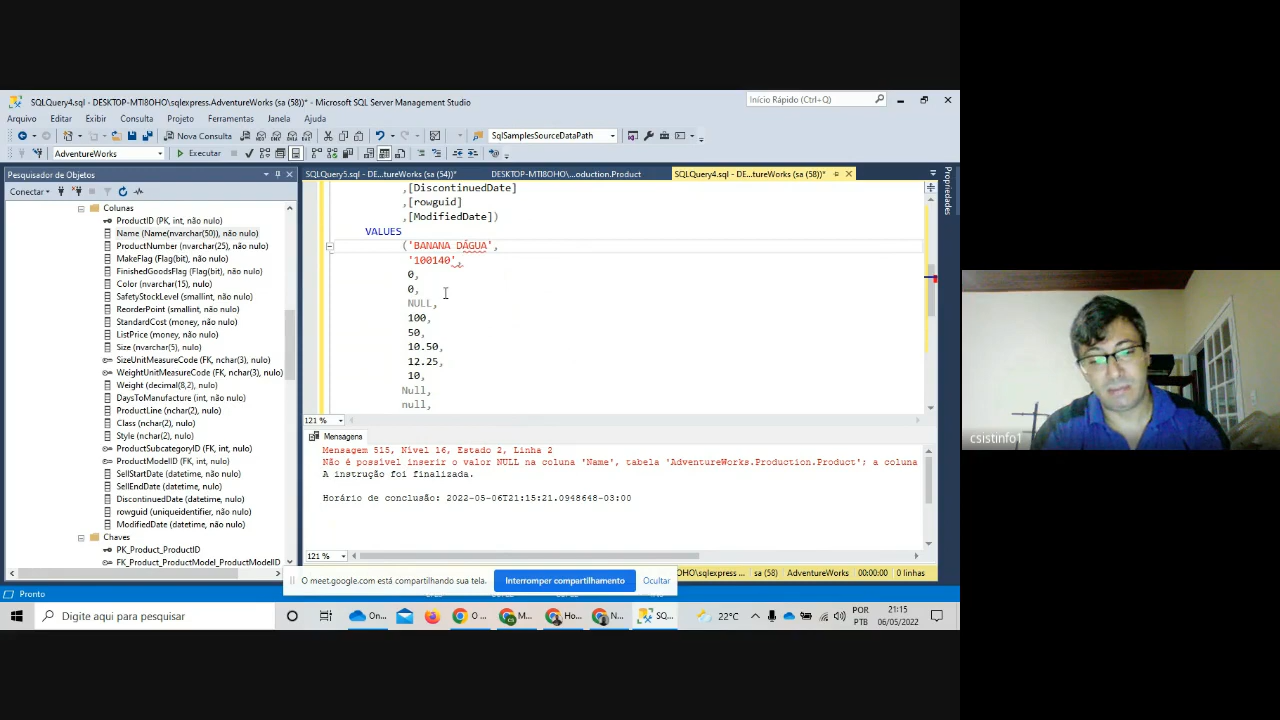 SQLQuery4.sql - DESKTOP-MTI8OHO\sqlexpress.AdventureWorks (sa (58))* - Microsoft SQL Server Management Studio
Início Rápido (Ctrl+Q)
Arquivo Editar Exibir Consulta Projeto Ferramentas Janela Ajuda
Nova Consulta
SqlSamplesSourceDataPath
AdventureWorks
Executar
Pesquisador de Objetos
Conectar
Colunas
ProductID (PK, int, não nulo)
Name (Name(nvarchar(50)), não nulo)
ProductNumber (nvarchar(25), não nulo)
MakeFlag (Flag(bit), não nulo)
FinishedGoodsFlag (Flag(bit), não nulo)
Color (nvarchar(15), nulo)
SafetyStockLevel (smallint, não nulo)
ReorderPoint (smallint, não nulo)
StandardCost (money, não nulo)
ListPrice (money, não nulo)
Size (nvarchar(5), nulo)
SizeUnitMeasureCode (FK, nchar(3), nulo)
WeightUnitMeasureCode (FK, nchar(3), nulo)
Weight (decimal(8,2), nulo)
DaysToManufacture (int, não nulo)
ProductLine (nchar(2), nulo)
Class (nchar(2), nulo)
Style (nchar(2), nulo)
ProductSubcategoryID (FK, int, nulo)
ProductModelID (FK, int, nulo)
SellStartDate (datetime, não nulo)
SellEndDate (datetime, nulo)
DiscontinuedDate (datetime, nulo)
rowguid (uniqueidentifier, não nulo)
ModifiedDate (datetime, não nulo)
Chaves
PK_Product_ProductID
FK_Product_ProductModel_ProductModelID
SQLQuery5.sql - DE...tureWorks (sa (54))*
DESKTOP-MTI8OHO\...oduction.Product
SQLQuery4.sql - DE...tureWorks (sa (58))*
,[DiscontinuedDate]
,[rowguid]
,[ModifiedDate])
VALUES
('BANANA DÁGUA',
'100140',
0,
0,
NULL,
100,
50,
10.50,
12.25,
10,
Null,
null,
121 %
Mensagens
Mensagem 515, Nível 16, Estado 2, Linha 2
Não é possível inserir o valor NULL na coluna 'Name', tabela 'AdventureWorks.Production.Product'; a coluna
A instrução foi finalizada.
Horário de conclusão: 2022-05-06T21:15:21.0948648-03:00
121 %
Propriedades
O meet.google.com está compartilhando sua tela.
Interromper compartilhamento
Ocultar
OHO\sqlexpress ...
sa (58)
AdventureWorks
00:00:00
0 linhas
Pronto
Digite aqui para pesquisar
On...
O ...
M...
Ho...
N...
SQ...
22°C
POR
PTB
21:15
06/05/2022
csistinfo1